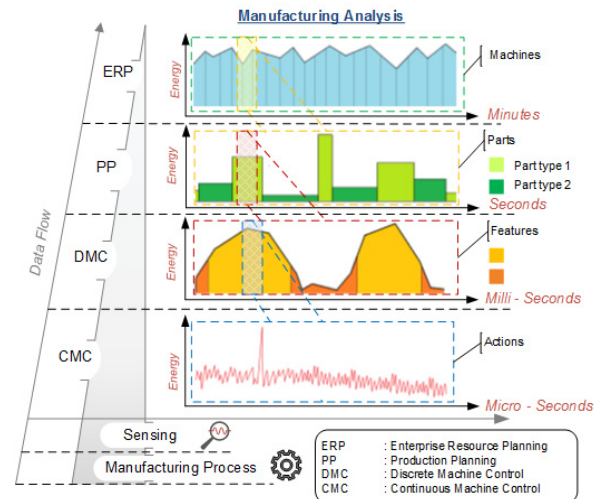 Manufacturing Analysis
ERP
Energy
Machines
Minutes
PP
Energy
Parts
Part type 1
Part type 2
Seconds
Data Flow
DMC
Energy
Features
Milli - Seconds
CMC
Energy
Actions
Micro - Seconds
Sensing
Manufacturing Process
ERP : Enterprise Resource Planning
PP : Production Planning
DMC : Discrete Machine Control
CMC : Continuous Machine Control